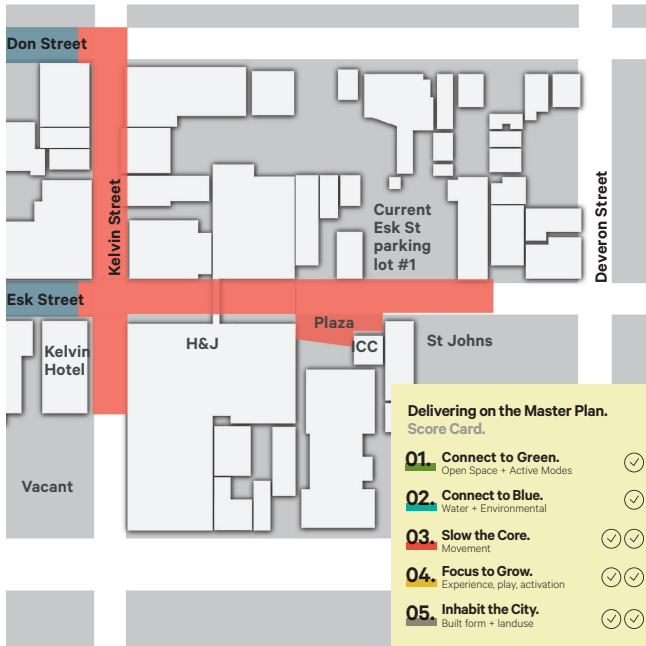 Don Street
Kelvin Street
Deveron Street
Current
Esk St
parking
lot #1
Esk Street
Plaza
H&J
ICC
St Johns
Kelvin
Hotel
Vacant
Delivering on the Master Plan.
Score Card.
01. Connect to Green.
Open Space + Active Modes
02. Connect to Blue.
Water + Environmental
03. Slow the Core.
Movement
04. Focus to Grow.
Experience, play, activation
05. Inhabit the City.
Built form + landuse